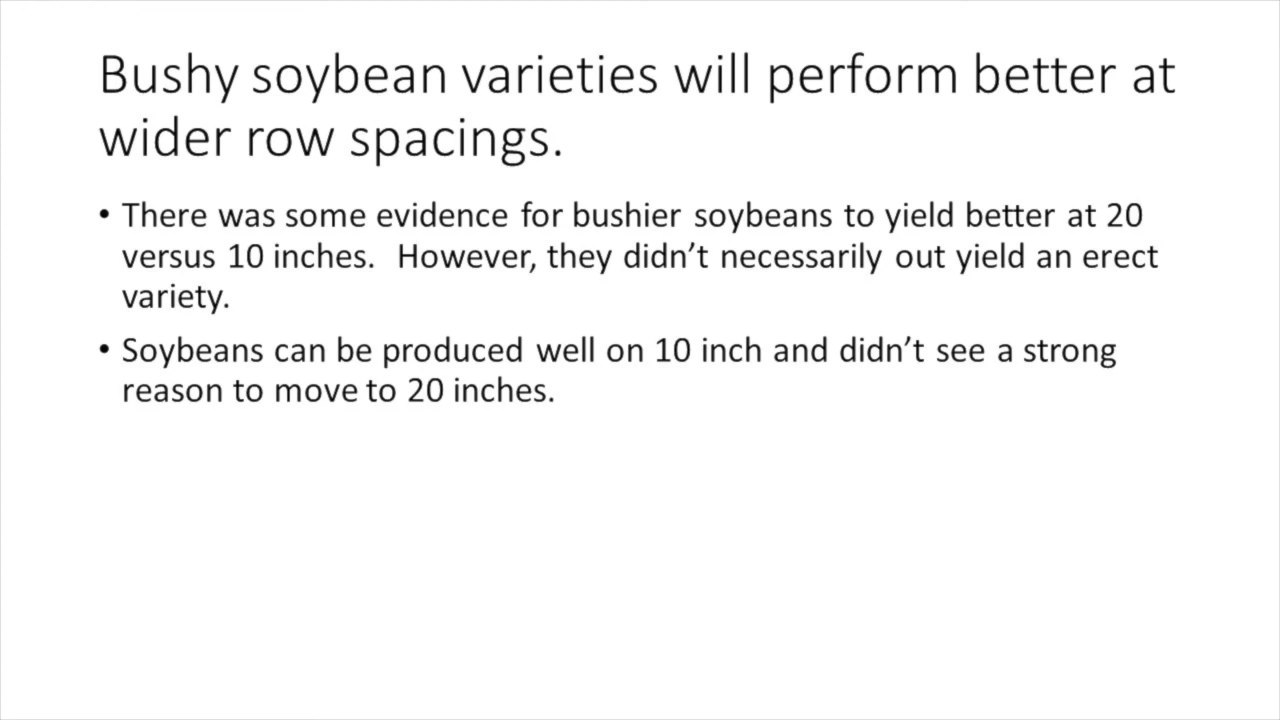 Bushy soybean varieties will perform better at
wider row spacings.
• There was some evidence for bushier soybeans to yield better at 20
versus 10 inches.  However, they didn’t necessarily out yield an erect
variety.
• Soybeans can be produced well on 10 inch and didn’t see a strong
reason to move to 20 inches.